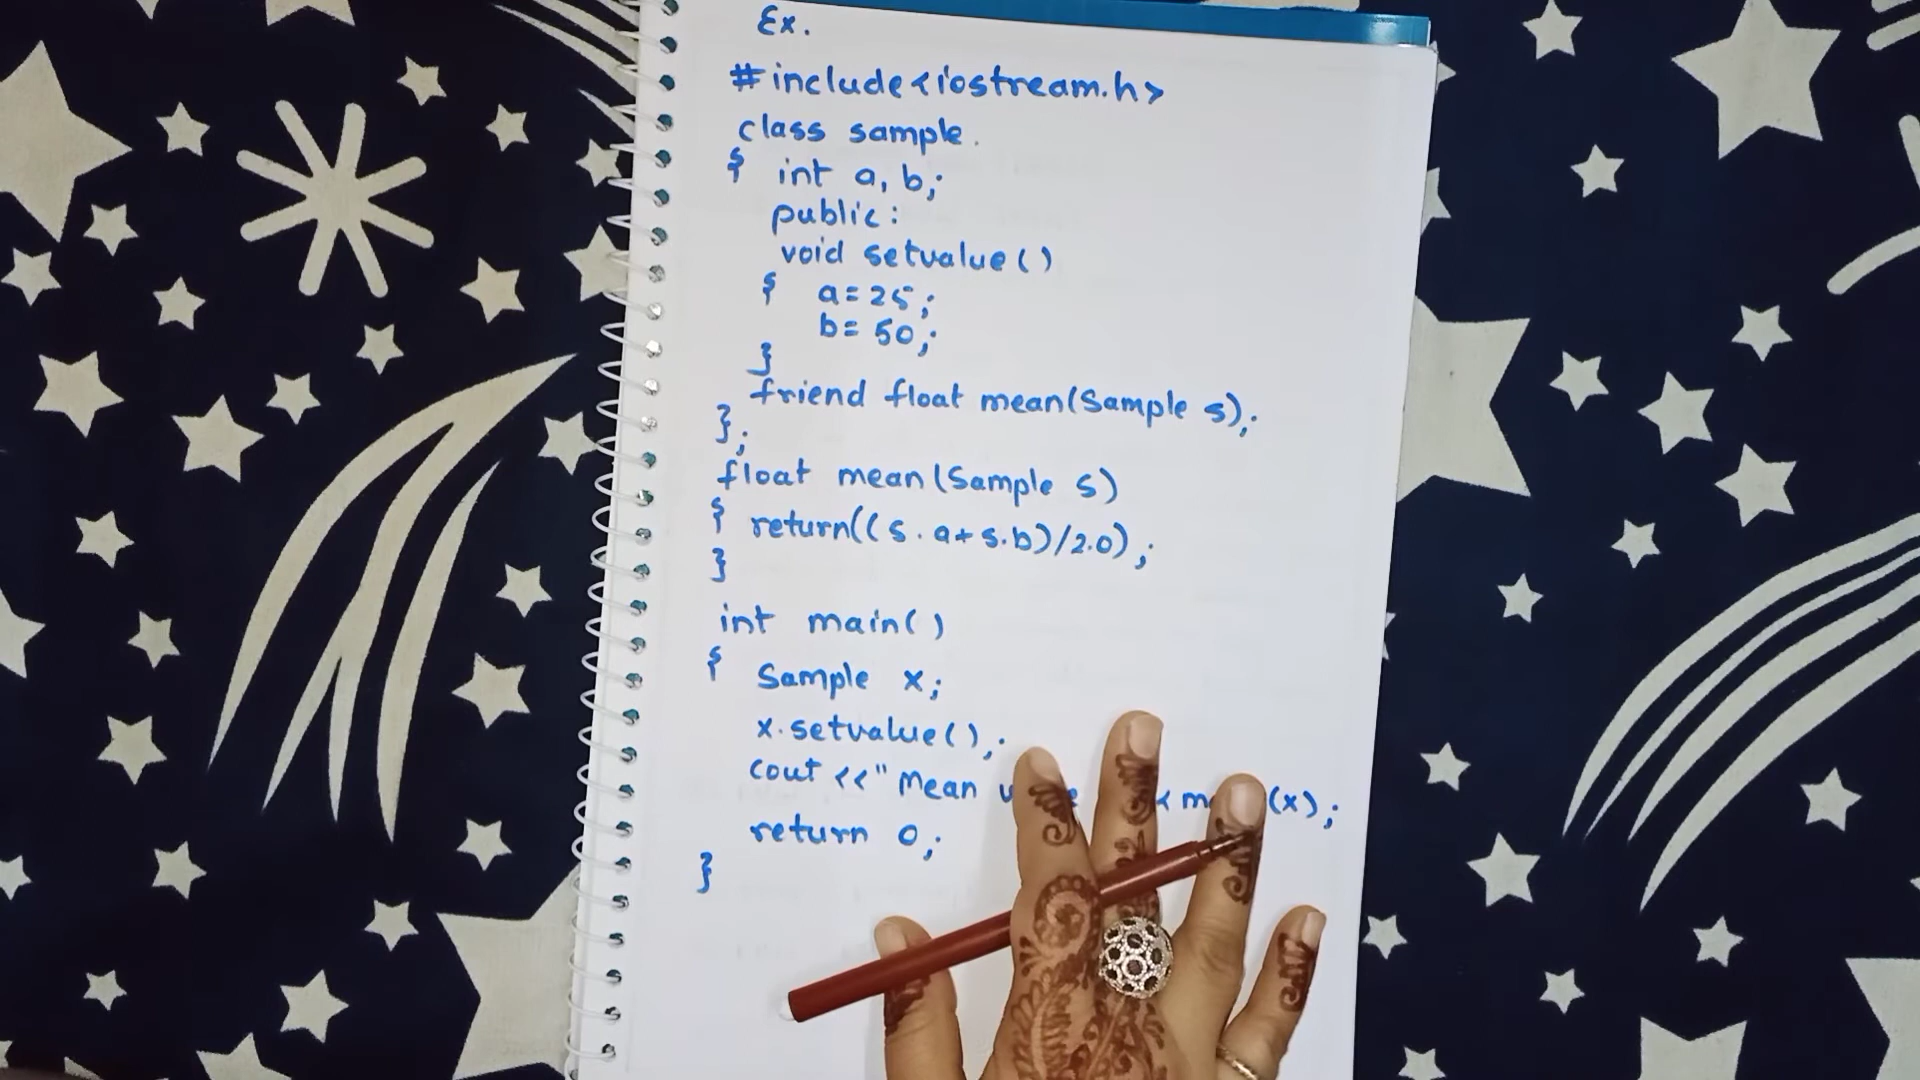 Ex.
#include<iostream.h>
class sample.
{ int a, b;
public:
void setvalue()
{ a=25;
b=50;
}
friend float mean(Sample s);
};
float mean(Sample s)
{ return((s.a+s.b)/2.0);
}
int main()
{ Sample x;
x.setvalue();
cout <<"Mean (x);
return 0;
}